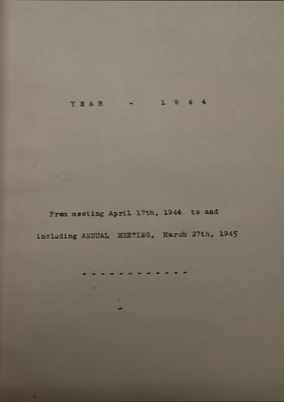 YEAR - 1944
From meeting April 17th, 1944 to and
including ANNUAL MEETING, March 27th, 1945
- - - - - - - - - - - -